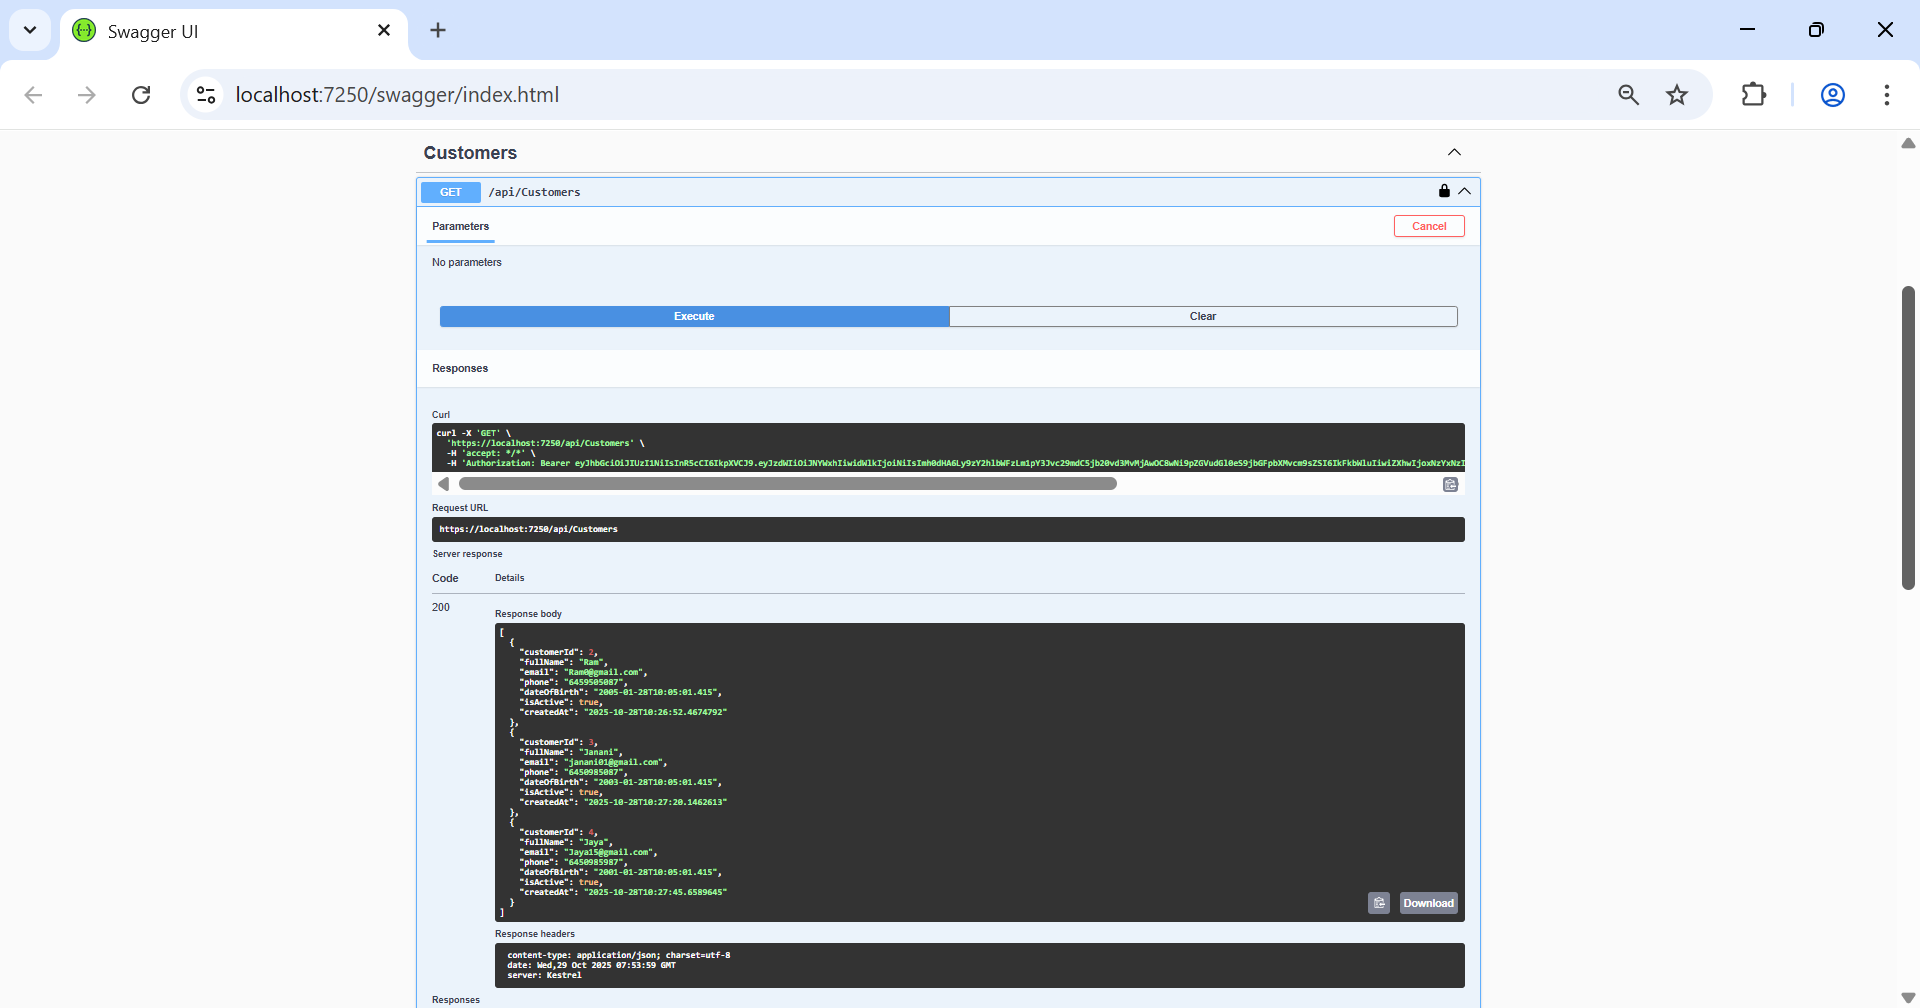 Swagger UI
localhost:7250/swagger/index.html
Customers
GET /api/Customers
Parameters
Cancel
No parameters
Execute
Clear
Responses
Curl
curl -X 'GET' \
'https://localhost:7250/api/Customers' \
-H 'accept: */*' \
-H 'Authorization: Bearer
Request URL
https://localhost:7250/api/Customers
Server response
Code Details
200
Response body
[
{
"customerId": 2,
"fullName": "Ram",
"email": "Ram0@gmail.com",
"phone": "6459505087",
"dateOfBirth": "2005-01-28T10:05:01.415",
"isActive": true,
"createdAt": "2025-10-28T10:26:52.4674792"
},
{
"customerId": 3,
"fullName": "Janani",
"email": "janani01@gmail.com",
"phone": "6450985087",
"dateOfBirth": "2003-01-28T10:05:01.415",
"isActive": true,
"createdAt": "2025-10-28T10:27:20.1462613"
},
{
"customerId": 4,
"fullName": "Jaya",
"email": "Jaya15@gmail.com",
"phone": "6450985987",
"dateOfBirth": "2001-01-28T10:05:01.415",
"isActive": true,
"createdAt": "2025-10-28T10:27:45.6589645"
}
]
Download
Response headers
content-type: application/json; charset=utf-8
date: Wed,29 Oct 2025 07:53:59 GMT
server: Kestrel
Responses